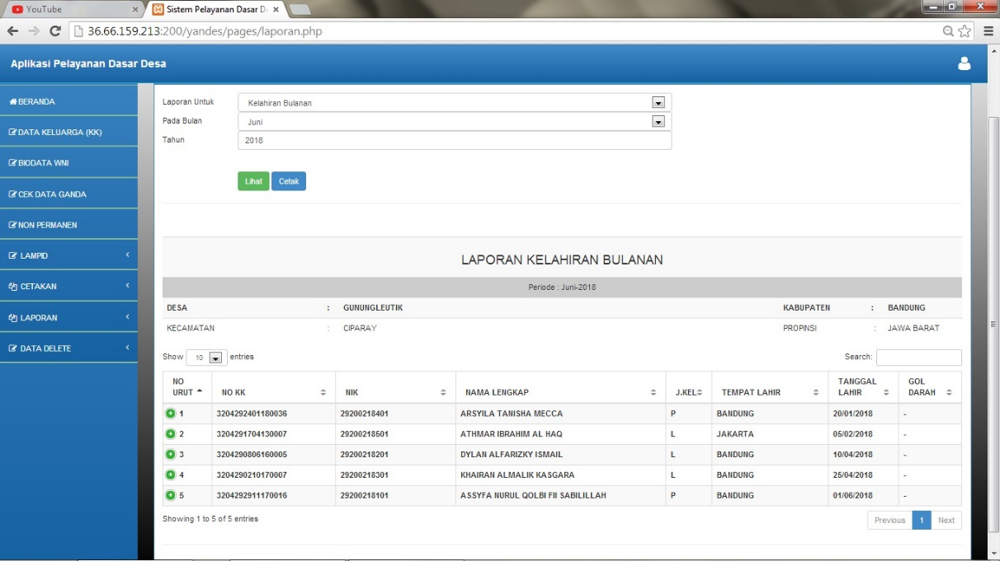 YouTube
Sistem Pelayanan Dasar D
36.66.159.213:200/yandes/pages/laporan.php
Aplikasi Pelayanan Dasar Desa
BERANDA
DATA KELUARGA (KK)
BIODATA WNI
CEK DATA GANDA
NON PERMANEN
LAMPID
CETAKAN
LAPORAN
DATA DELETE
Laporan Untuk Kelahiran Bulanan
Pada Bulan Juni
Tahun 2018
Lihat Cetak
LAPORAN KELAHIRAN BULANAN
Periode : Juni-2018
DESA : GUNUNGLEUTIK KABUPATEN : BANDUNG
KECAMATAN : CIPARAY PROPINSI : JAWA BARAT
Show 10 entries Search:
NO URUT NO KK NIK NAMA LENGKAP J.KEL TEMPAT LAHIR TANGGAL LAHIR GOL DARAH
1 3204292401180036 29200218401 ARSYILA TANISHA MECCA P BANDUNG 20/01/2018 -
2 3204291704130007 29200218501 ATHMAR IBRAHIM AL HAQ L JAKARTA 05/02/2018 -
3 3204290806160005 29200218201 DYLAN ALFARIZKY ISMAIL L BANDUNG 10/04/2018 -
4 3204290210170007 29200218301 KHAIRAN ALMALIK KASGARA L BANDUNG 25/04/2018 -
5 3204292911170016 29200218101 ASSYFA NURUL QOLBI FII SABILILLAH P BANDUNG 01/06/2018 -
Showing 1 to 5 of 5 entries Previous 1 Next